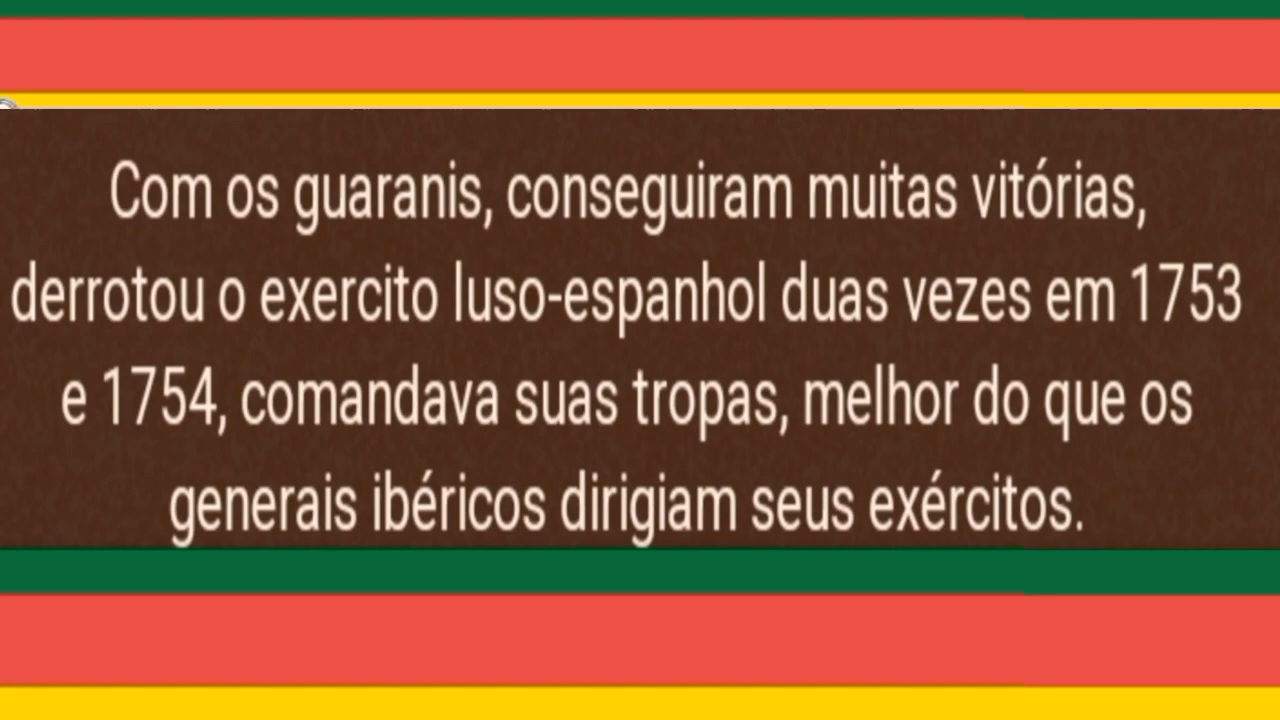 Com os guaranis, conseguiram muitas vitórias,
derrotou o exercito luso-espanhol duas vezes em 1753
e 1754, comandava suas tropas, melhor do que os
generais ibéricos dirigiam seus exércitos.